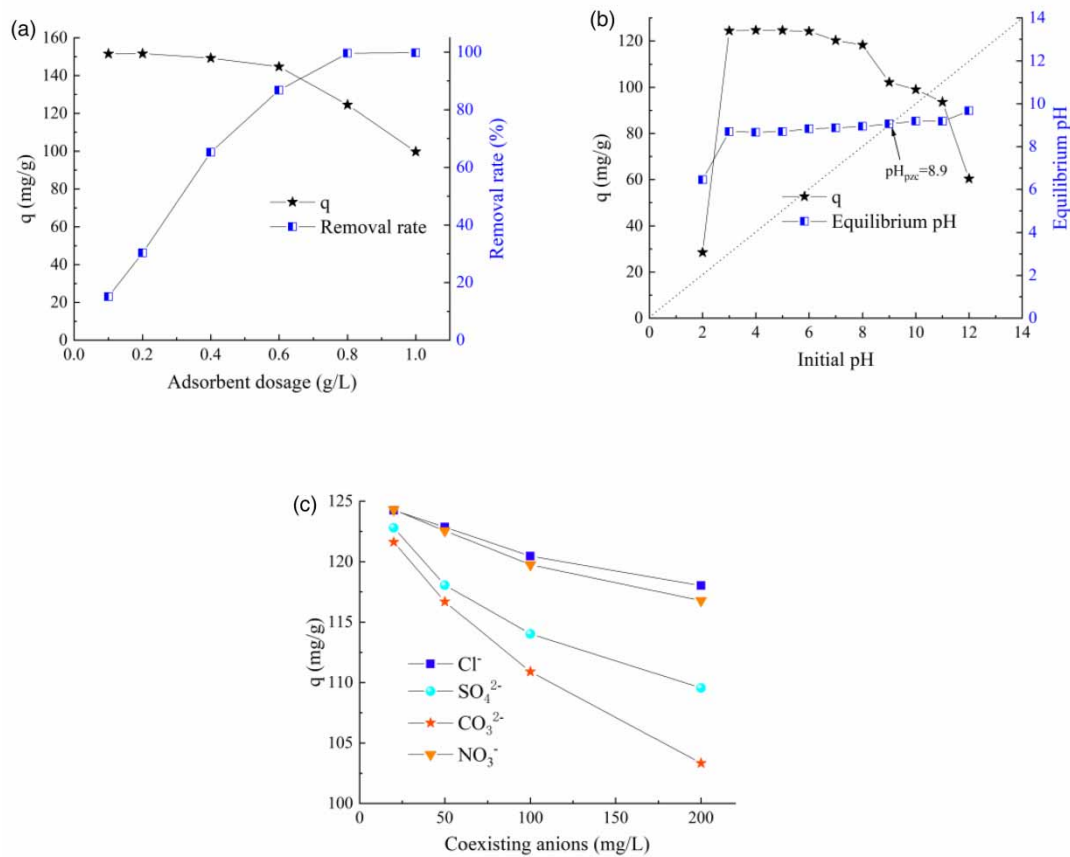 (a)
160
140
120
100
80
60
40
20
0
q (mg/g)
0.0 0.2 0.4 0.6 0.8 1.0
Adsorbent dosage (g/L)
100
80
60
40
20
0
Removal rate (%)
q
Removal rate
(b)
120
100
80
60
40
20
0
q (mg/g)
0 2 4 6 8 10 12 14
Initial pH
14
12
10
8
6
4
2
0
Equilibrium pH
pHpzc=8.9
q
Equilibrium pH
(c)
125
120
115
110
105
100
q (mg/g)
Cl⁻
SO₄²⁻
CO₃²⁻
NO₃⁻
0 50 100 150 200
Coexisting anions (mg/L)